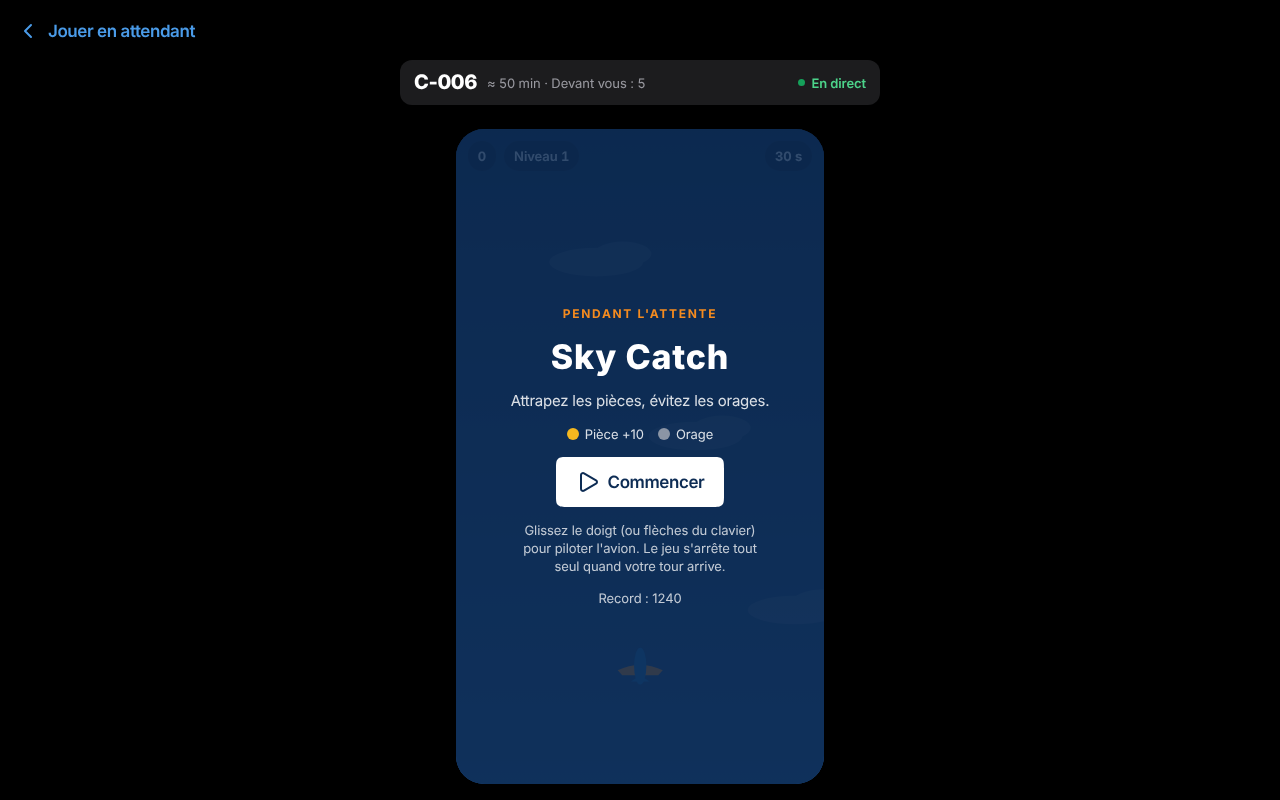 Jouer en attendant
C-006 ≈ 50 min · Devant vous : 5 En direct
0 Niveau 1 30 s
PENDANT L'ATTENTE
Sky Catch
Attrapez les pièces, évitez les orages.
Pièce +10 Orage
Commencer
Glissez le doigt (ou flèches du clavier)
pour piloter l'avion. Le jeu s'arrête tout
seul quand votre tour arrive.
Record : 1240